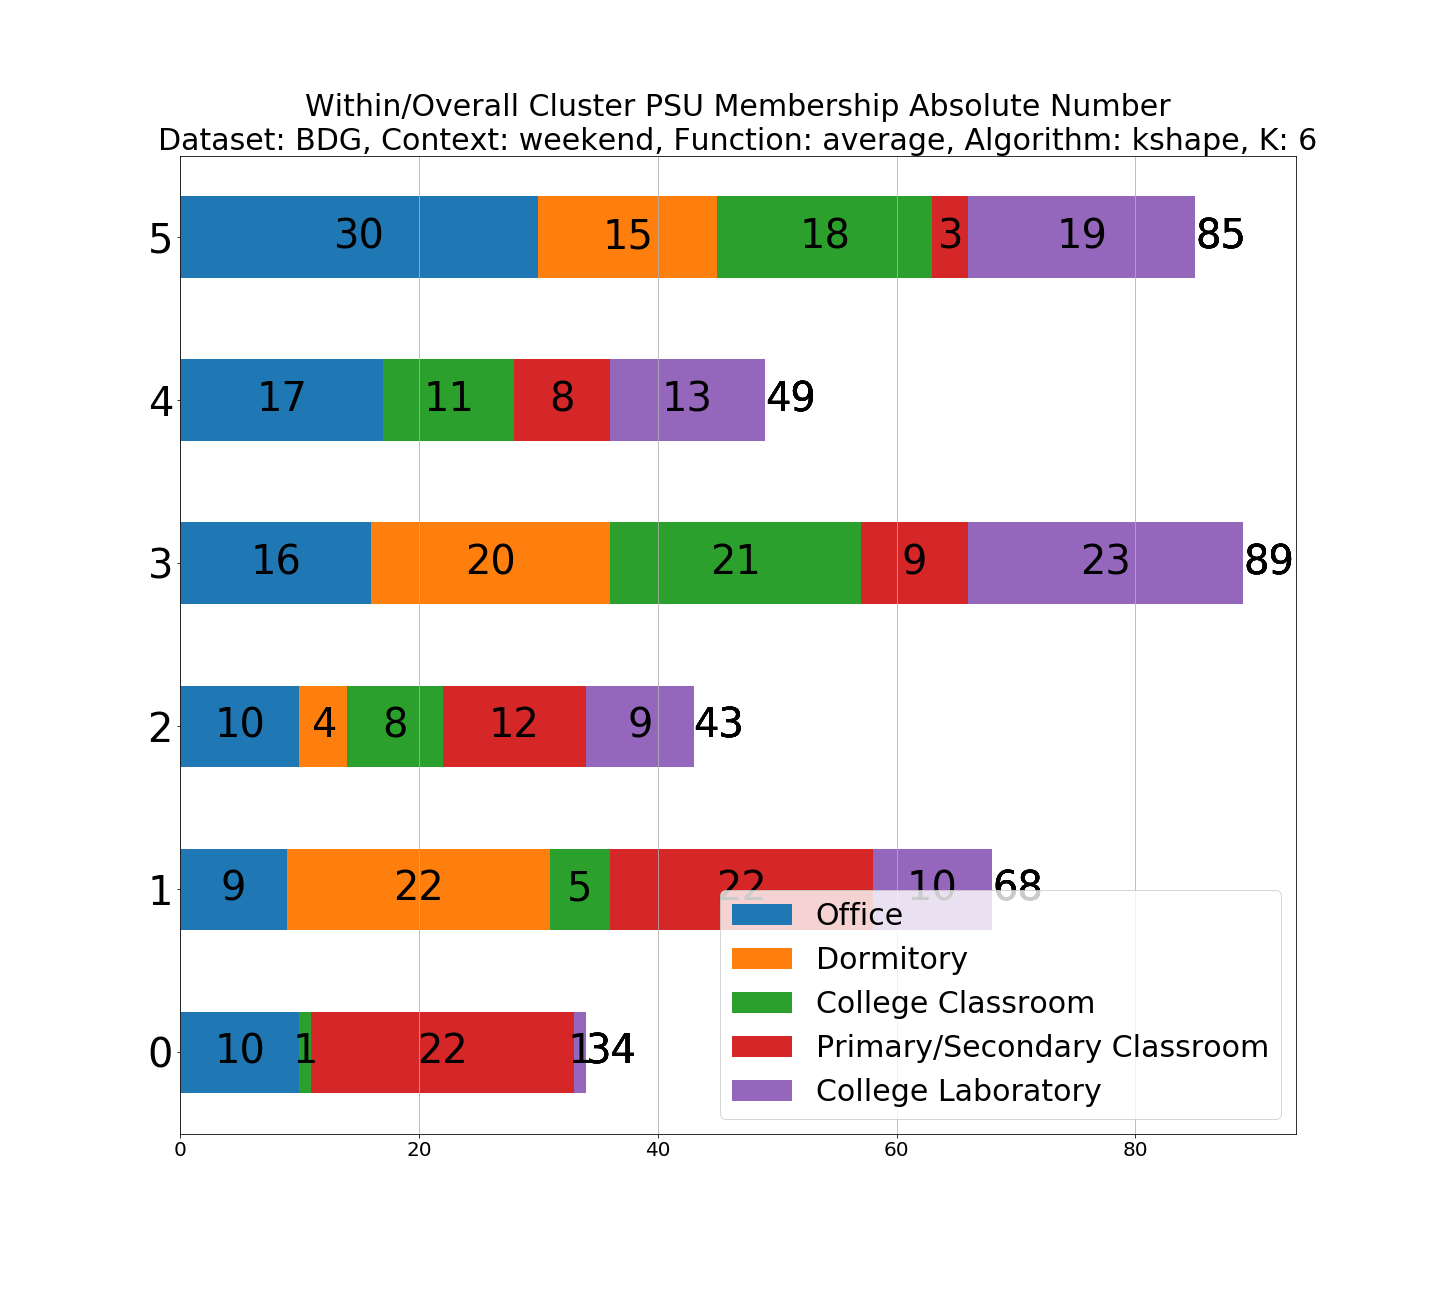 Within/Overall Cluster PSU Membership Absolute Number
Dataset: BDG, Context: weekend, Function: average, Algorithm: kshape, K: 6
5 30 15 18 3 19 85
4 17 11 8 13 49
3 16 20 21 9 23 89
2 10 4 8 12 9 43
1 9 22 5 22 10 68
Office
Dormitory
College Classroom
0 10 1 22 1 34
Primary/Secondary Classroom
College Laboratory
0 20 40 60 80